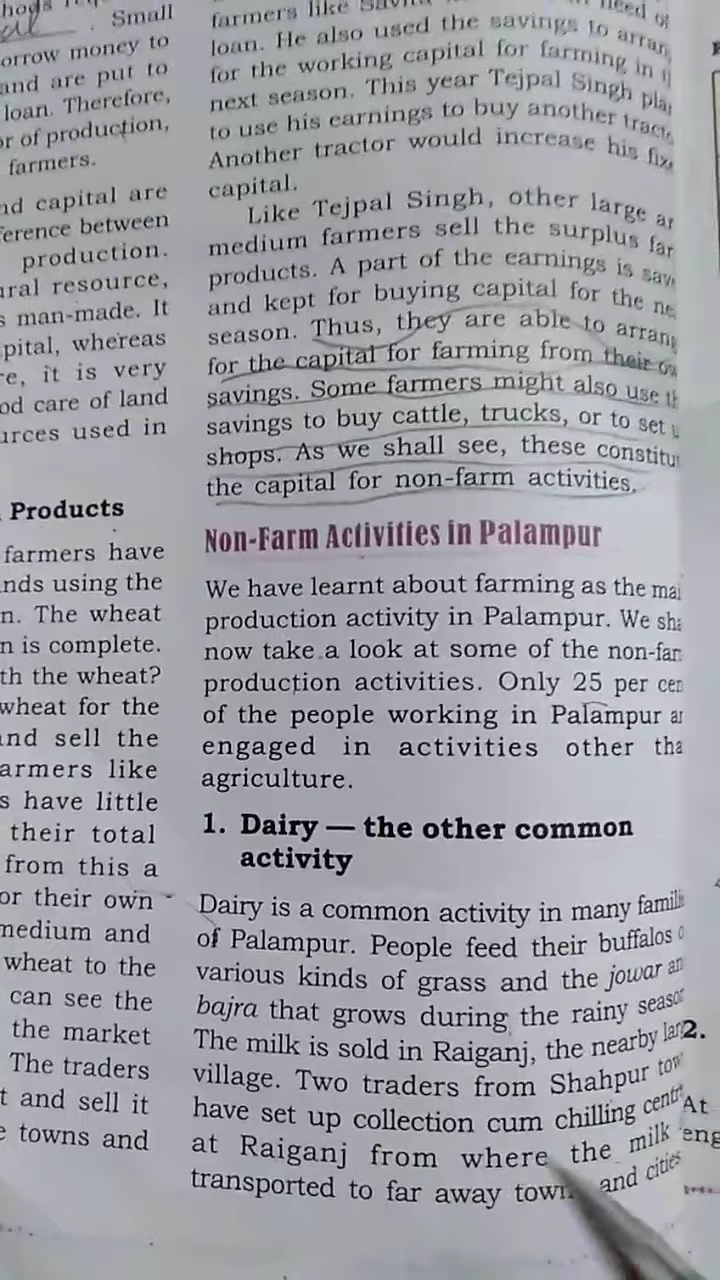 Small
orrow money to
and are put to
loan. Therefore,
or of production,
farmers.
capital are
between
production.
resource,
s man-made. It
whereas
it is very
care of land
used in
Products
farmers have
using the
n. The wheat
n is complete.
the wheat?
wheat for the
and sell the
like
s have little
their total
from this a
or their own
medium and
wheat to the
can see the
the market
The traders
t and sell it
towns and
farmers like
loan. He also used the savings to
for the working capital for farming in
next season. This year Tejpal Singh
to use his earnings to buy another
Another tractor would increase his
capital.
Like Tejpal Singh, other large
medium farmers sell the surplus
products. A part of the earnings is
and kept for buying capital for the
season. Thus, they are able to
for the capital for farming from their
savings. Some farmers might also use
savings to buy cattle, trucks, or to set
shops. As we shall see, these
the capital for non-farm activities.
Non-Farm Activities in Palampur
We have learnt about farming as the
production activity in Palampur. We
now take a look at some of the
production activities. Only 25 per
of the people working in Palampur
engaged in activities other
agriculture.
1. Dairy — the other common
activity
Dairy is a common activity in many
of Palampur. People feed their buffalos
various kinds of grass and the jowar
bajra that grows during the rainy
The milk is sold in Raiganj, the nearby
village. Two traders from Shahpur
have set up collection cum chilling
at Raiganj from where the milk
transported to far away and cities
2.
At